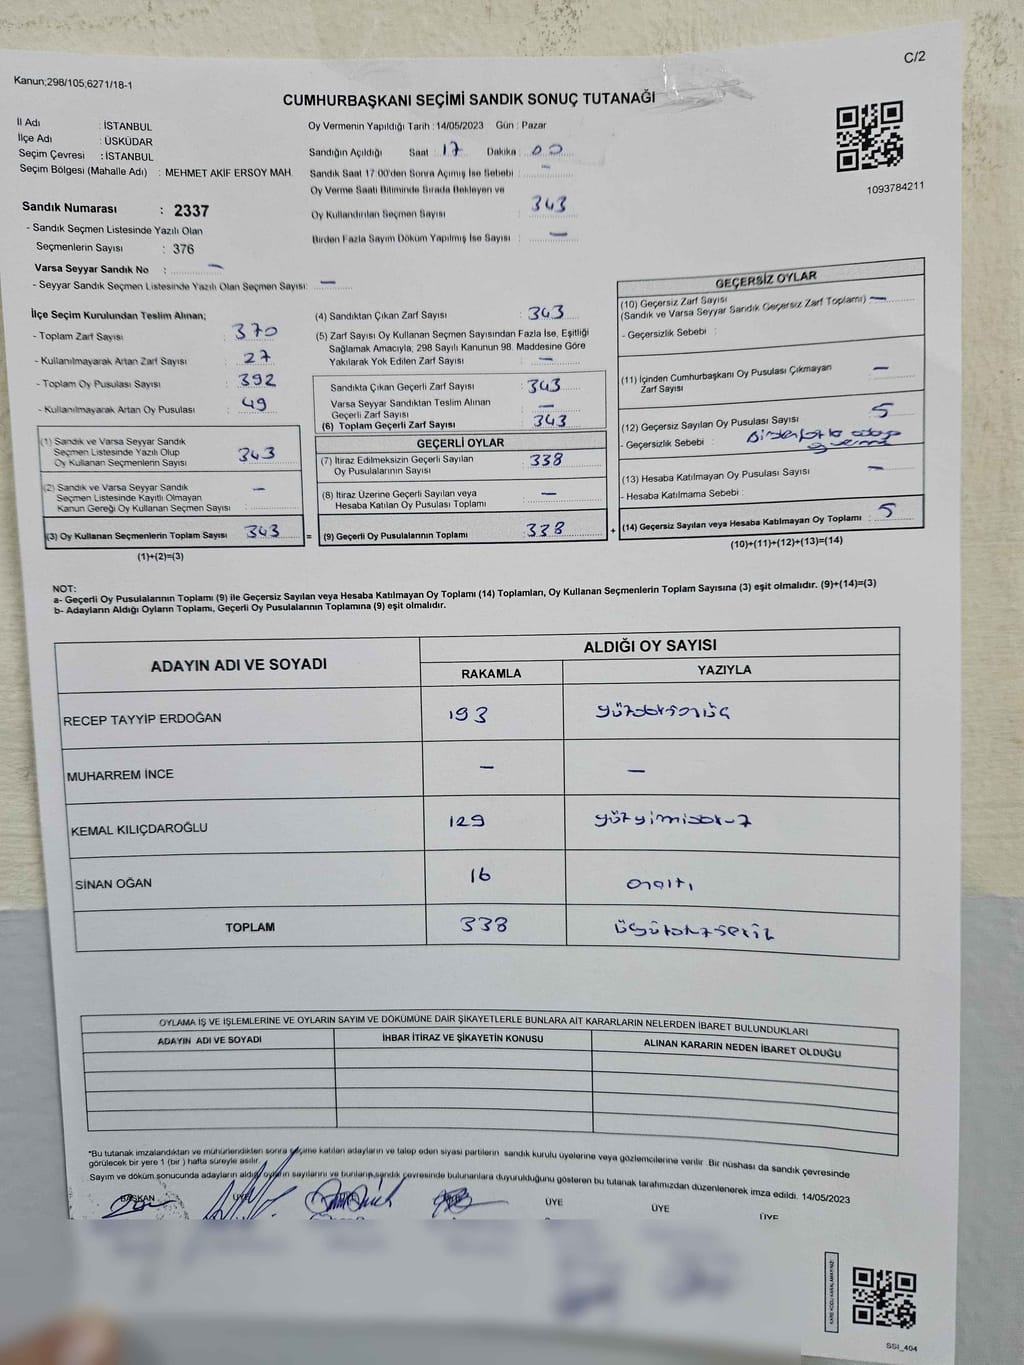 C/2
Kanun;298/105,6271/18-1
CUMHURBAŞKANI SEÇİMİ SANDIK SONUÇ TUTANAĞI
İl Adı : İSTANBUL
İlçe Adı : ÜSKÜDAR
Seçim Çevresi : İSTANBUL
Seçim Bölgesi (Mahalle Adı) : MEHMET AKİF ERSOY MAH.
Sandık Numarası : 2337
- Sandık Seçmen Listesinde Yazılı Olan
Seçmenlerin Sayısı : 376
Varsa Seyyar Sandık No : —
- Seyyar Sandık Seçmen Listesinde Yazılı Olan Seçmen Sayısı: —
Oy Vermenin Yapıldığı Tarih : 14/05/2023 Gün : Pazar
Sandığın Açıldığı Saat : 17 Dakika : 00
Sandık Saat 17:00'den Sonra Açılmış İse Sebebi : —
Oy Verme Saati Bitiminde Sırada Bekleyen ve
Oy Kullandırılan Seçmen Sayısı : 343
Birden Fazla Sayım Döküm Yapılmış İse Sayısı : —
1093784211
İlçe Seçim Kurulundan Teslim Alınan;
- Toplam Zarf Sayısı : 370
- Kullanılmayarak Artan Zarf Sayısı : 27
- Toplam Oy Pusulası Sayısı : 392
- Kullanılmayarak Artan Oy Pusulası : 49
(1) Sandık ve Varsa Seyyar Sandık
Seçmen Listesinde Yazılı Olup
Oy Kullanan Seçmenlerin Sayısı : 343
(2) Sandık ve Varsa Seyyar Sandık
Seçmen Listesinde Kayıtlı Olmayan
Kanun Gereği Oy Kullanan Seçmen Sayısı : —
(3) Oy Kullanan Seçmenlerin Toplam Sayısı : 343
(1)+(2)=(3)
(4) Sandıktan Çıkan Zarf Sayısı : 343
(5) Zarf Sayısı Oy Kullanan Seçmen Sayısından Fazla İse, Eşitliği
Sağlamak Amacıyla, 298 Sayılı Kanunun 98. Maddesine Göre
Yakılarak Yok Edilen Zarf Sayısı : —
Sandıkta Çıkan Geçerli Zarf Sayısı : 343
Varsa Seyyar Sandıktan Teslim Alınan
Geçerli Zarf Sayısı : —
(6) Toplam Geçerli Zarf Sayısı : 343
GEÇERLİ OYLAR
(7) İtiraz Edilmeksizin Geçerli Sayılan
Oy Pusulalarının Sayısı : 338
(8) İtiraz Üzerine Geçerli Sayılan veya
Hesaba Katılan Oy Pusulası Toplamı : —
= (9) Geçerli Oy Pusulalarının Toplamı : 338 +
GEÇERSİZ OYLAR
(10) Geçersiz Zarf Sayısı
(Sandık ve Varsa Seyyar Sandık Geçersiz Zarf Toplamı) : —
- Geçersizlik Sebebi :
(11) İçinden Cumhurbaşkanı Oy Pusulası Çıkmayan
Zarf Sayısı : —
(12) Geçersiz Sayılan Oy Pusulası Sayısı : 5
- Geçersizlik Sebebi : Birden fazla adaya
(13) Hesaba Katılmayan Oy Pusulası Sayısı : —
- Hesaba Katılmama Sebebi :
(14) Geçersiz Sayılan veya Hesaba Katılmayan Oy Toplamı : 5
(10)+(11)+(12)+(13)=(14)
NOT:
a- Geçerli Oy Pusulalarının Toplamı (9) ile Geçersiz Sayılan veya Hesaba Katılmayan Oy Toplamı (14) Toplamları, Oy Kullanan Seçmenlerin Toplam Sayısına (3) eşit olmalıdır. (9)+(14)=(3)
b- Adayların Aldığı Oyların Toplamı, Geçerli Oy Pusulalarının Toplamına (9) eşit olmalıdır.
ADAYIN ADI VE SOYADI ALDIĞI OY SAYISI
RAKAMLA YAZIYLA
RECEP TAYYİP ERDOĞAN 193 yüzdoksanüç
MUHARREM İNCE — —
KEMAL KILIÇDAROĞLU 129
SİNAN OĞAN 16 onaltı
TOPLAM 338 üçyüzotuzsekiz
OYLAMA İŞ VE İŞLEMLERİNE VE OYLARIN SAYIM VE DÖKÜMÜNE DAİR ŞİKAYETLERLE BUNLARA AİT KARARLARIN NELERDEN İBARET BULUNDUKLARI
ADAYIN ADI VE SOYADI İHBAR İTİRAZ VE ŞİKAYETİN KONUSU ALINAN KARARIN NEDEN İBARET OLDUĞU
*Bu tutanak imzalandıktan ve mühürlendikten sonra seçime katılan adayların ve talep eden siyasi partilerin sandık kurulu üyelerine veya gözlemcilerine verilir. Bir nüshası da sandık çevresinde
görülecek bir yere 1 (bir ) hafta süreyle asılır.
Sayım ve döküm sonucunda adayların aldığı oyların sayılarını ve bunların sandık çevresinde bulunanlara duyurulduğunu gösteren bu tutanak tarafımızdan düzenlenerek imza edildi. 14/05/2023
BAŞKAN ÜYE ÜYE ÜYE ÜYE ÜYE
SSİ_404